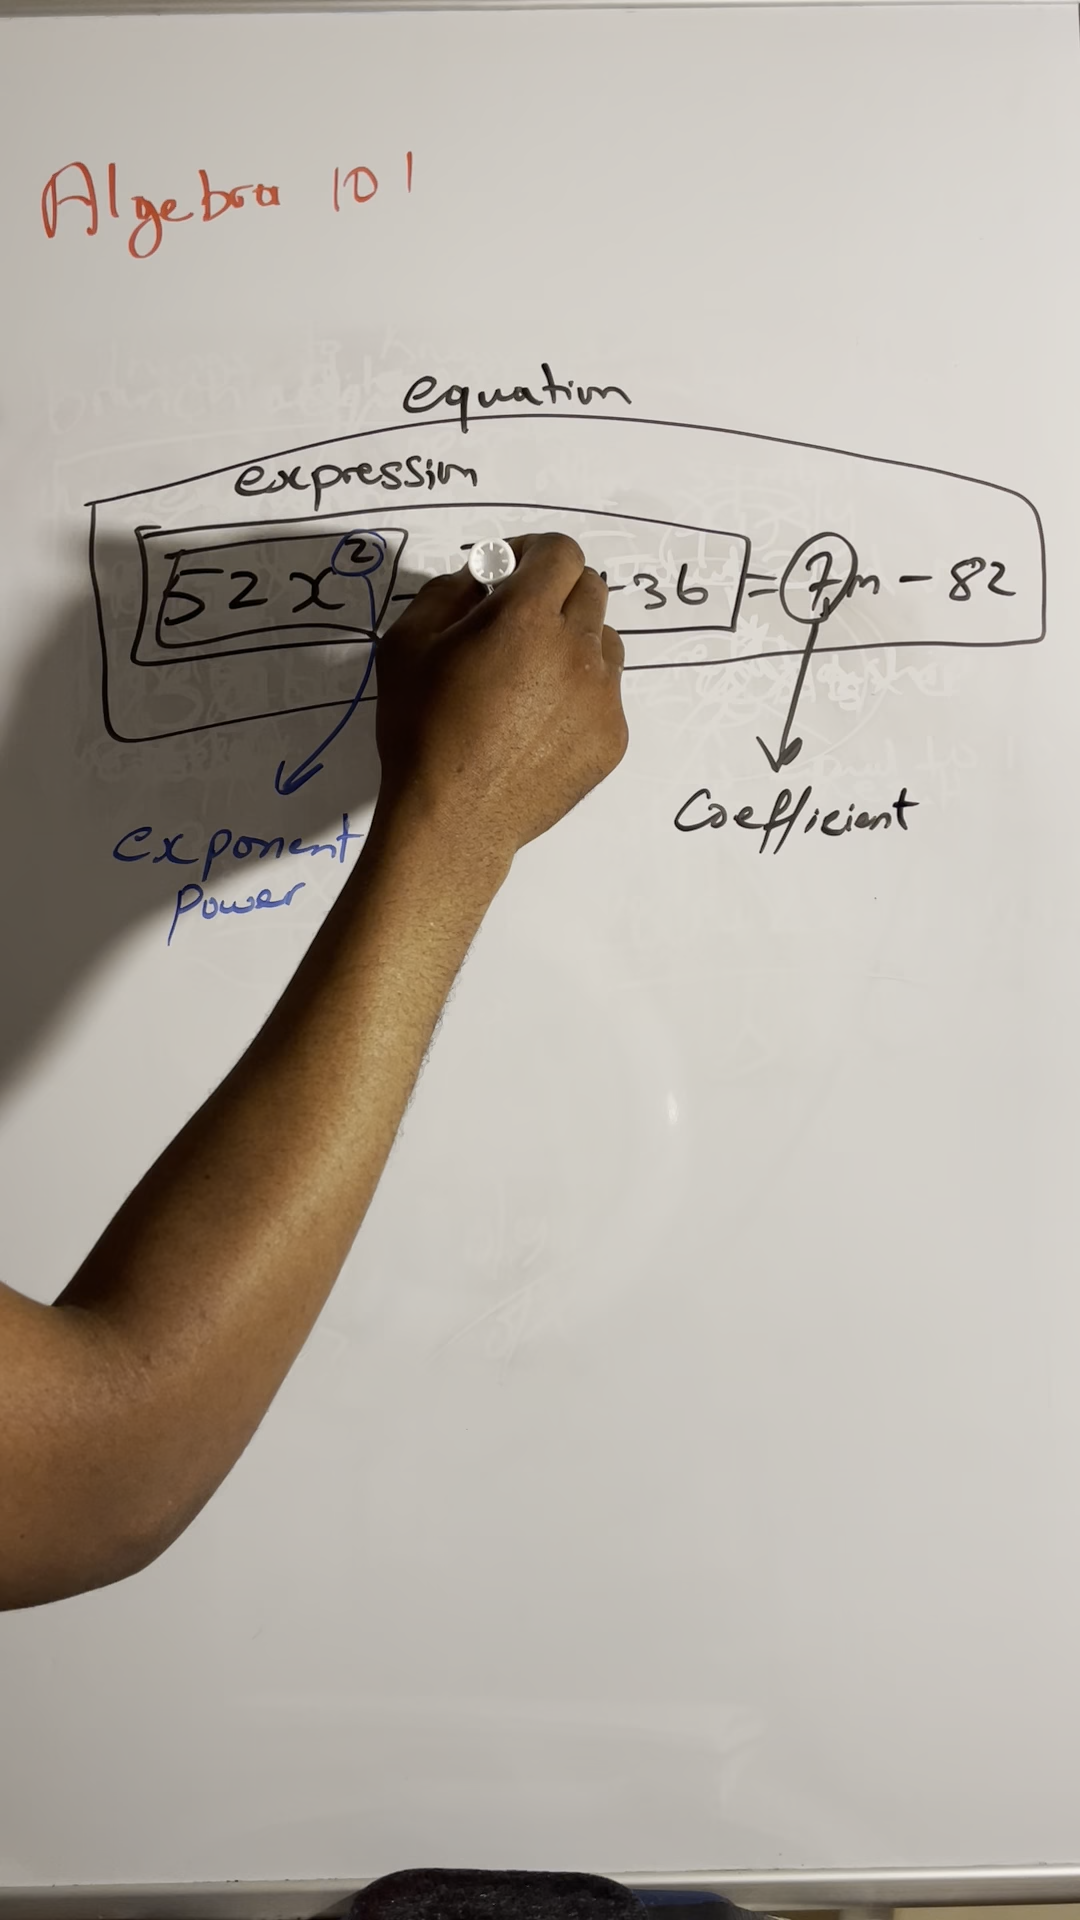 Algebra 101
equation
expression
52x² - + 36 = 7m - 82
Coefficient
exponent
Power